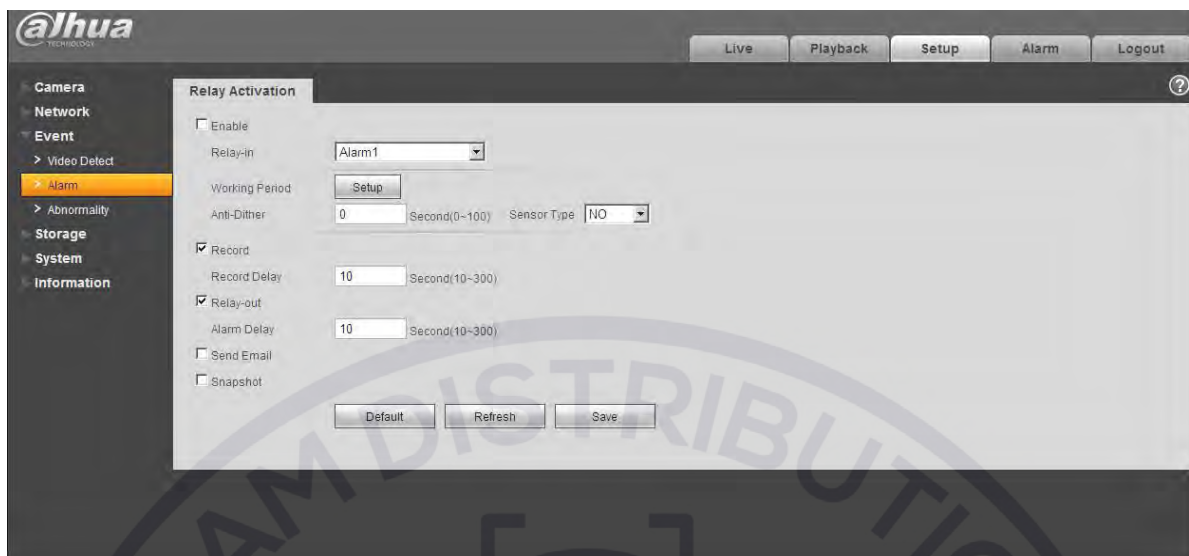 alhua
TECHNOLOGY
Live Playback Setup Alarm Logout
Camera
Network
Event
> Video Detect
> Alarm
> Abnormality
Storage
System
Information
Relay Activation
?
Enable
Relay-in Alarm1
Working Period Setup
Anti-Dither 0 Second(0~100) Sensor Type NO
Record
Record Delay 10 Second(10~300)
Relay-out
Alarm Delay 10 Second(10~300)
Send Email
Snapshot
Default Refresh Save
AM DISTRIBUTION